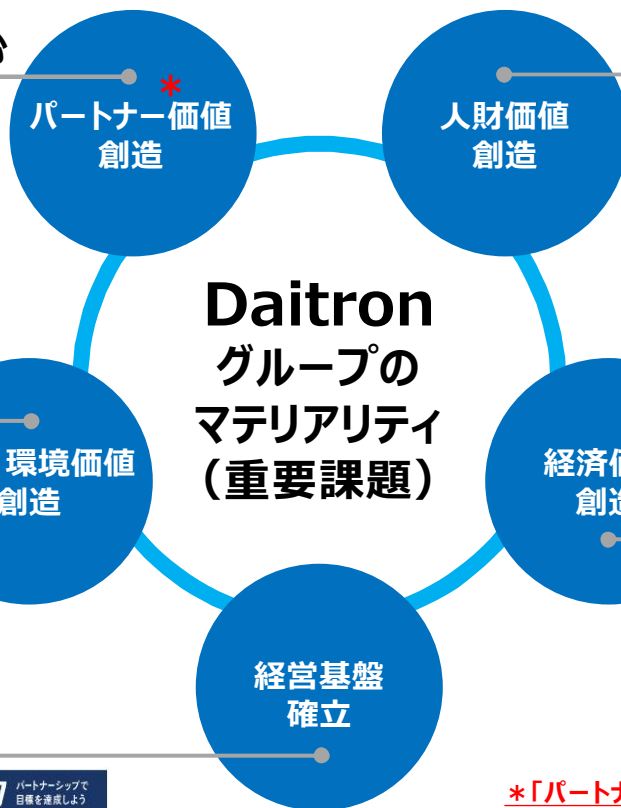 *
パートナー価値
創造
人財価値
創造
Daitron
グループの
マテリアリティ
(重要課題)
環境価値
創造
経済価
創造
経営基盤
確立
7 パートナーシップで
目標を達成しよう
*「パートナ